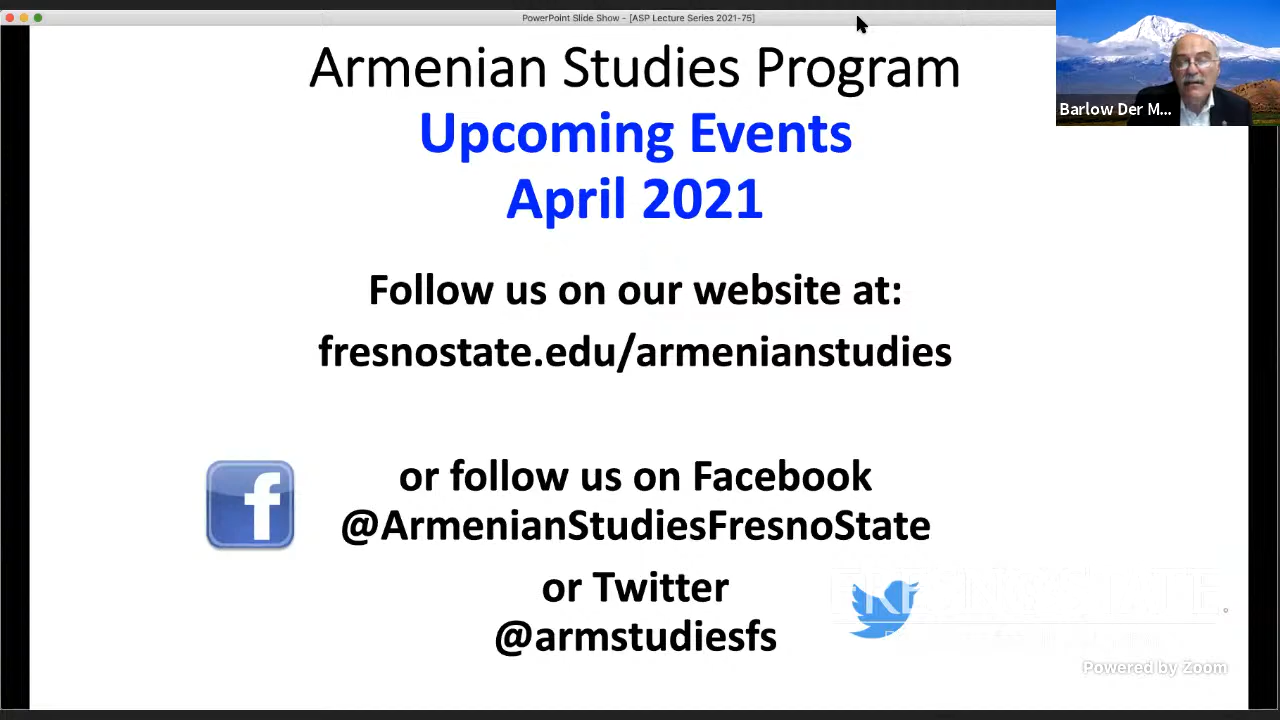 PowerPoint Slide Show - [ASP Lecture Series 2021-75]
Armenian Studies Program
Upcoming Events
April 2021
Barlow Der M...
Follow us on our website at:
fresnostate.edu/armenianstudies
or follow us on Facebook
@ArmenianStudiesFresnoState
or Twitter
@armstudiesfs
FRESNO STATE.
Powered by Zoom